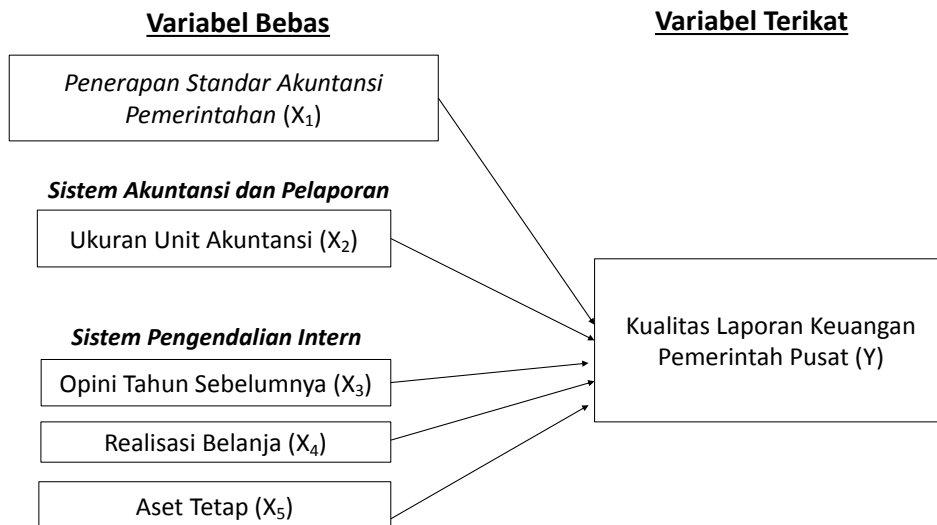 Variabel Bebas
Variabel Terikat
Penerapan Standar Akuntansi
Pemerintahan (X₁)
Sistem Akuntansi dan Pelaporan
Ukuran Unit Akuntansi (X₂)
Sistem Pengendalian Intern
Opini Tahun Sebelumnya (X₃)
Realisasi Belanja (X₄)
Aset Tetap (X₅)
Kualitas Laporan Keuangan
Pemerintah Pusat (Y)